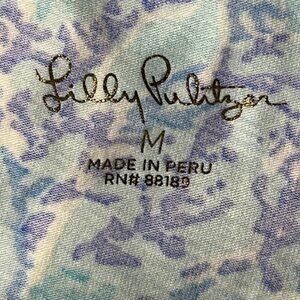 Lilly Pulitzer
M
MADE IN PERU
RN# 88189